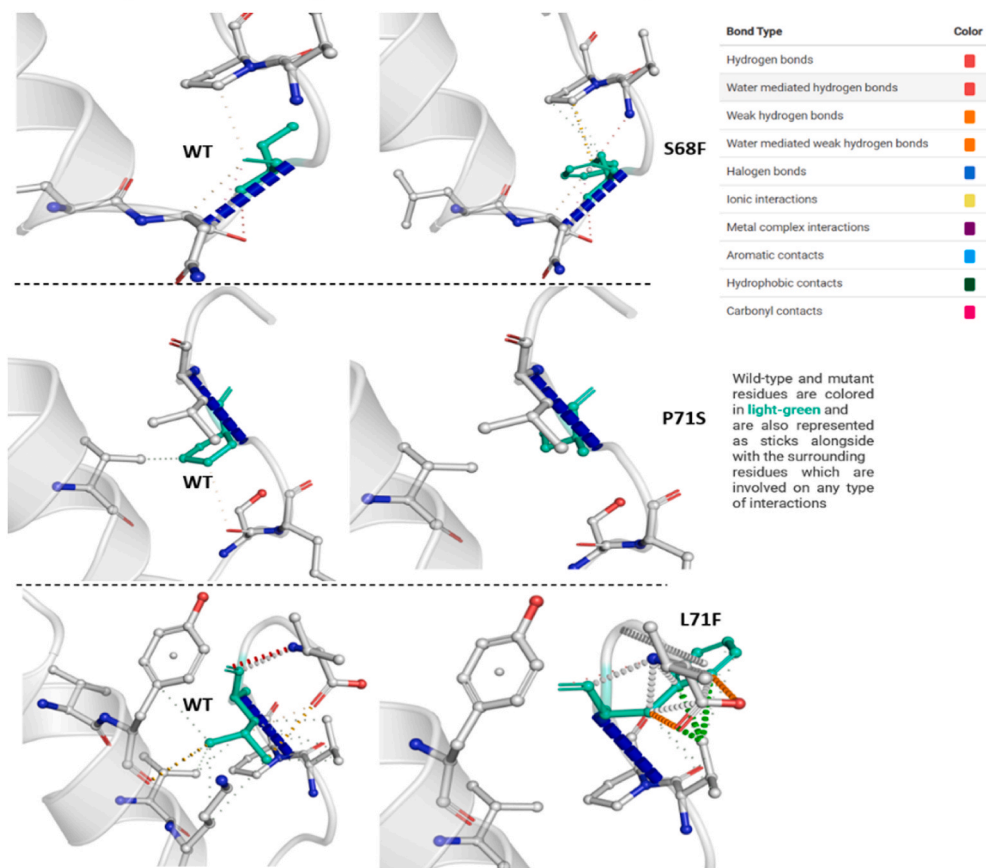 WT
S68F
Bond Type Color
Hydrogen bonds
Water mediated hydrogen bonds
Weak hydrogen bonds
Water mediated weak hydrogen bonds
Halogen bonds
Ionic interactions
Metal complex interactions
Aromatic contacts
Hydrophobic contacts
Carbonyl contacts
WT
P71S
Wild-type and mutant
residues are colored
in light-green and
are also represented
as sticks alongside
with the surrounding
residues which are
involved on any type
of interactions
WT
L71F